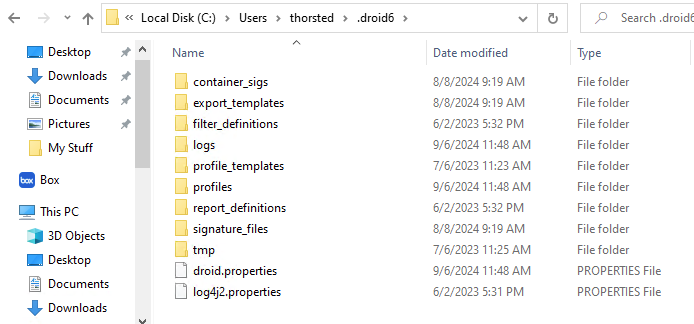 « Local Disk (C:) > Users > thorsted > .droid6 >
Search .droid6
Name Date modified Type
Desktop
Downloads
Documents
Pictures
My Stuff
Box
box
This PC
3D Objects
Desktop
Documents
Downloads
container_sigs 8/8/2024 9:19 AM File folder
export_templates 8/8/2024 9:19 AM File folder
filter_definitions 6/2/2023 5:32 PM File folder
logs 9/6/2024 11:48 AM File folder
profile_templates 7/6/2023 11:23 AM File folder
profiles 9/6/2024 11:48 AM File folder
report_definitions 6/2/2023 5:32 PM File folder
signature_files 8/8/2024 9:19 AM File folder
tmp 7/6/2023 11:25 AM File folder
droid.properties 9/6/2024 11:48 AM PROPERTIES File
log4j2.properties 6/2/2023 5:31 PM PROPERTIES File